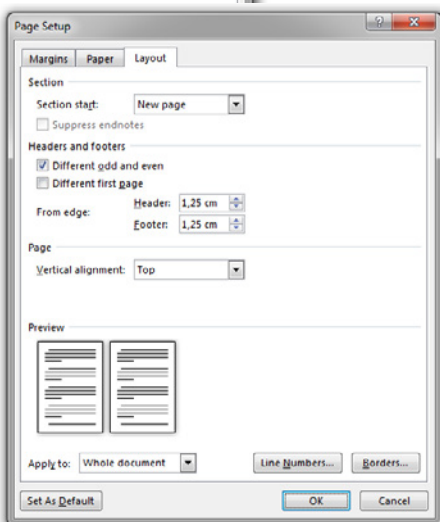 Page Setup
Margins Paper Layout
Section
Section start: New page
Suppress endnotes
Headers and footers
Different odd and even
Different first page
From edge: Header: 1,25 cm
Footer: 1,25 cm
Page
Vertical alignment: Top
Preview
Apply to: Whole document Line Numbers... Borders...
Set As Default OK Cancel